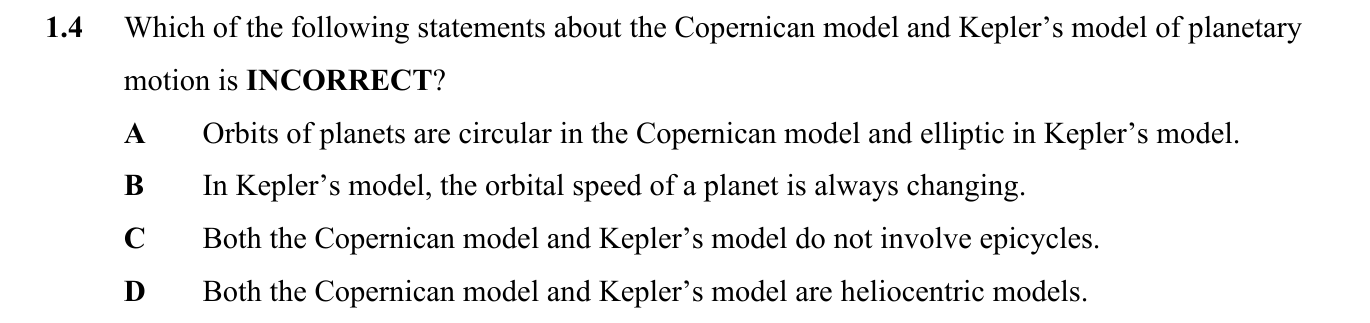 1.4 Which of the following statements about the Copernican model and Kepler’s model of planetary
motion is INCORRECT?
A Orbits of planets are circular in the Copernican model and elliptic in Kepler’s model.
B In Kepler’s model, the orbital speed of a planet is always changing.
C Both the Copernican model and Kepler’s model do not involve epicycles.
D Both the Copernican model and Kepler’s model are heliocentric models.